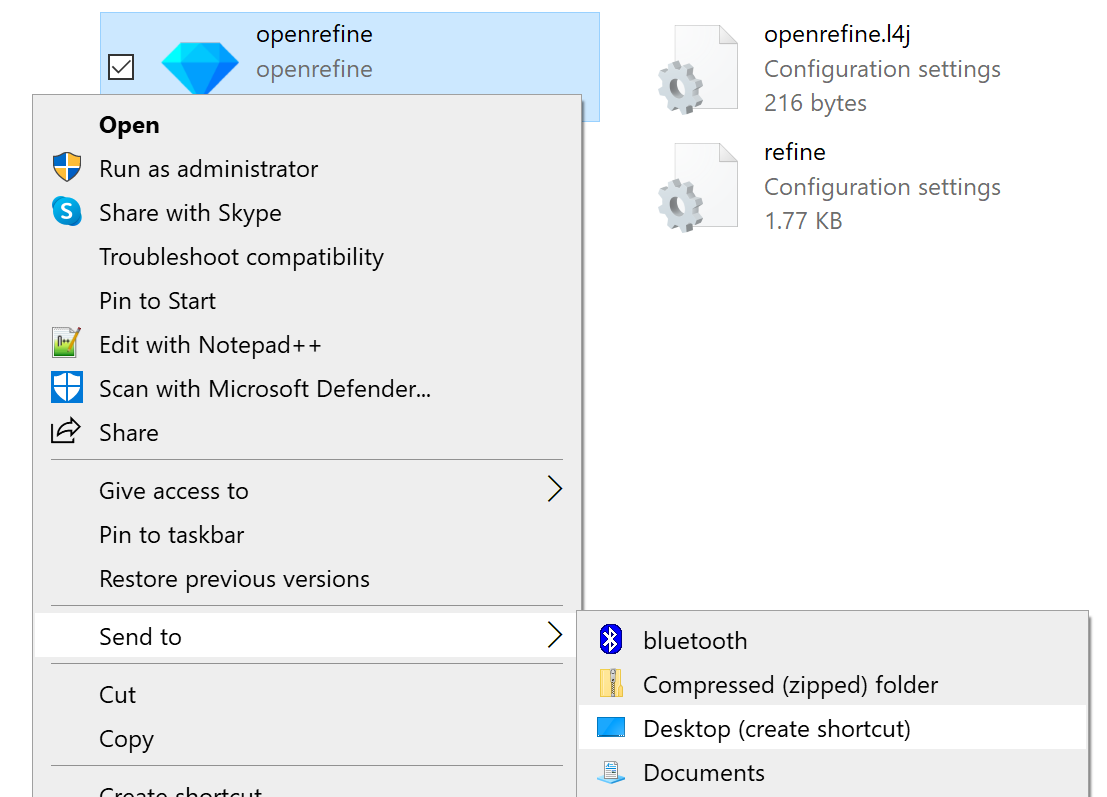 openrefine
openrefine
openrefine.l4j
Configuration settings
216 bytes
refine
Configuration settings
1.77 KB
Open
Run as administrator
Share with Skype
Troubleshoot compatibility
Pin to Start
Edit with Notepad++
Scan with Microsoft Defender...
Share
Give access to
Pin to taskbar
Restore previous versions
Send to
Cut
Copy
Create shortcut
bluetooth
Compressed (zipped) folder
Desktop (create shortcut)
Documents